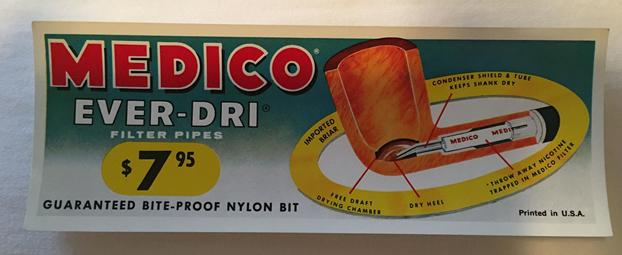 MEDICO®
EVER-DRI®
FILTER PIPES
$7.95
GUARANTEED BITE-PROOF NYLON BIT
IMPORTED
BRIAR
CONDENSER SHIELD & TUBE
KEEPS SHANK DRY
MEDICO MEDI
FREE DRAFT
DRYING CHAMBER
DRY HEEL
"THROW AWAY NICOTINE
TRAPPED IN MEDICO FILTER
Printed in U.S.A.